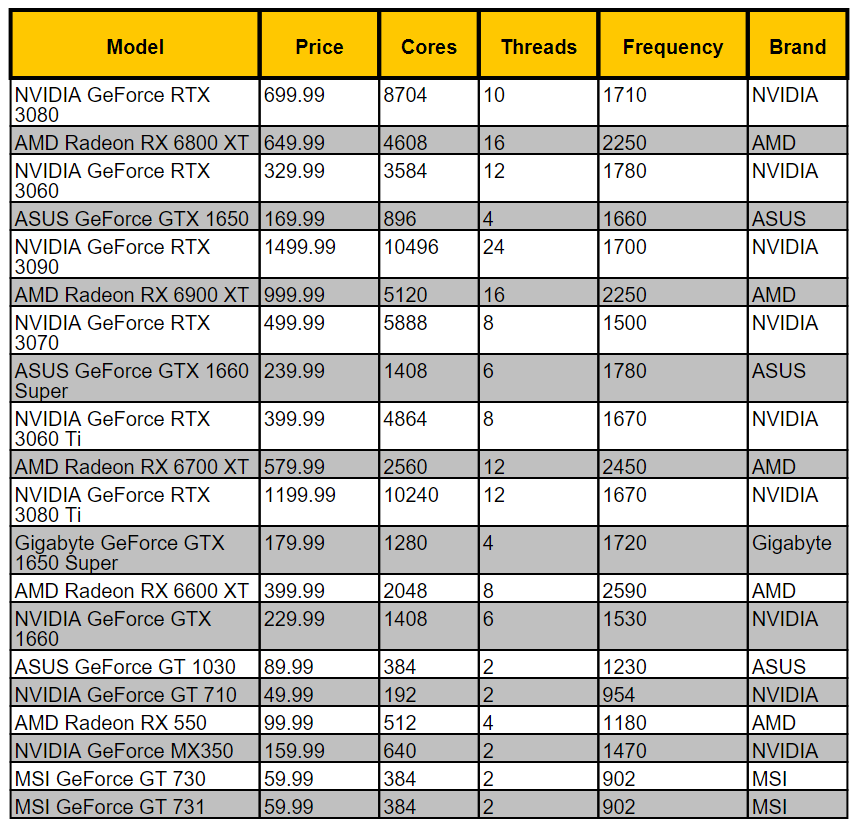 Model Price Cores Threads Frequency Brand
NVIDIA GeForce RTX 699.99 8704 10 1710 NVIDIA
3080
AMD Radeon RX 6800 XT 649.99 4608 16 2250 AMD
NVIDIA GeForce RTX 329.99 3584 12 1780 NVIDIA
3060
ASUS GeForce GTX 1650 169.99 896 4 1660 ASUS
NVIDIA GeForce RTX 1499.99 10496 24 1700 NVIDIA
3090
AMD Radeon RX 6900 XT 999.99 5120 16 2250 AMD
NVIDIA GeForce RTX 499.99 5888 8 1500 NVIDIA
3070
ASUS GeForce GTX 1660 239.99 1408 6 1780 ASUS
Super
NVIDIA GeForce RTX 399.99 4864 8 1670 NVIDIA
3060 Ti
AMD Radeon RX 6700 XT 579.99 2560 12 2450 AMD
NVIDIA GeForce RTX 1199.99 10240 12 1670 NVIDIA
3080 Ti
Gigabyte GeForce GTX 179.99 1280 4 1720 Gigabyte
1650 Super
AMD Radeon RX 6600 XT 399.99 2048 8 2590 AMD
NVIDIA GeForce GTX 229.99 1408 6 1530 NVIDIA
1660
ASUS GeForce GT 1030 89.99 384 2 1230 ASUS
NVIDIA GeForce GT 710 49.99 192 2 954 NVIDIA
AMD Radeon RX 550 99.99 512 4 1180 AMD
NVIDIA GeForce MX350 159.99 640 2 1470 NVIDIA
MSI GeForce GT 730 59.99 384 2 902 MSI
MSI GeForce GT 731 59.99 384 2 902 MSI